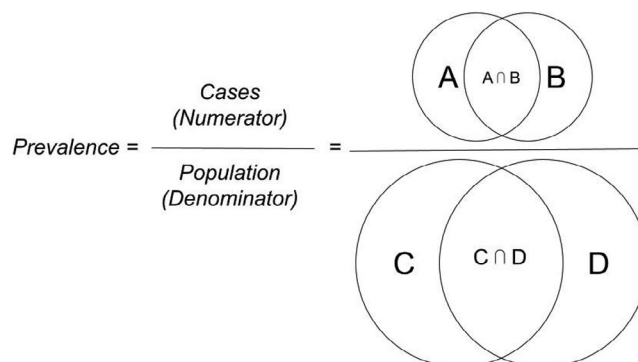 Prevalence =
Cases
(Numerator)
Population
(Denominator)
=
A A∩B B
C C∩D D